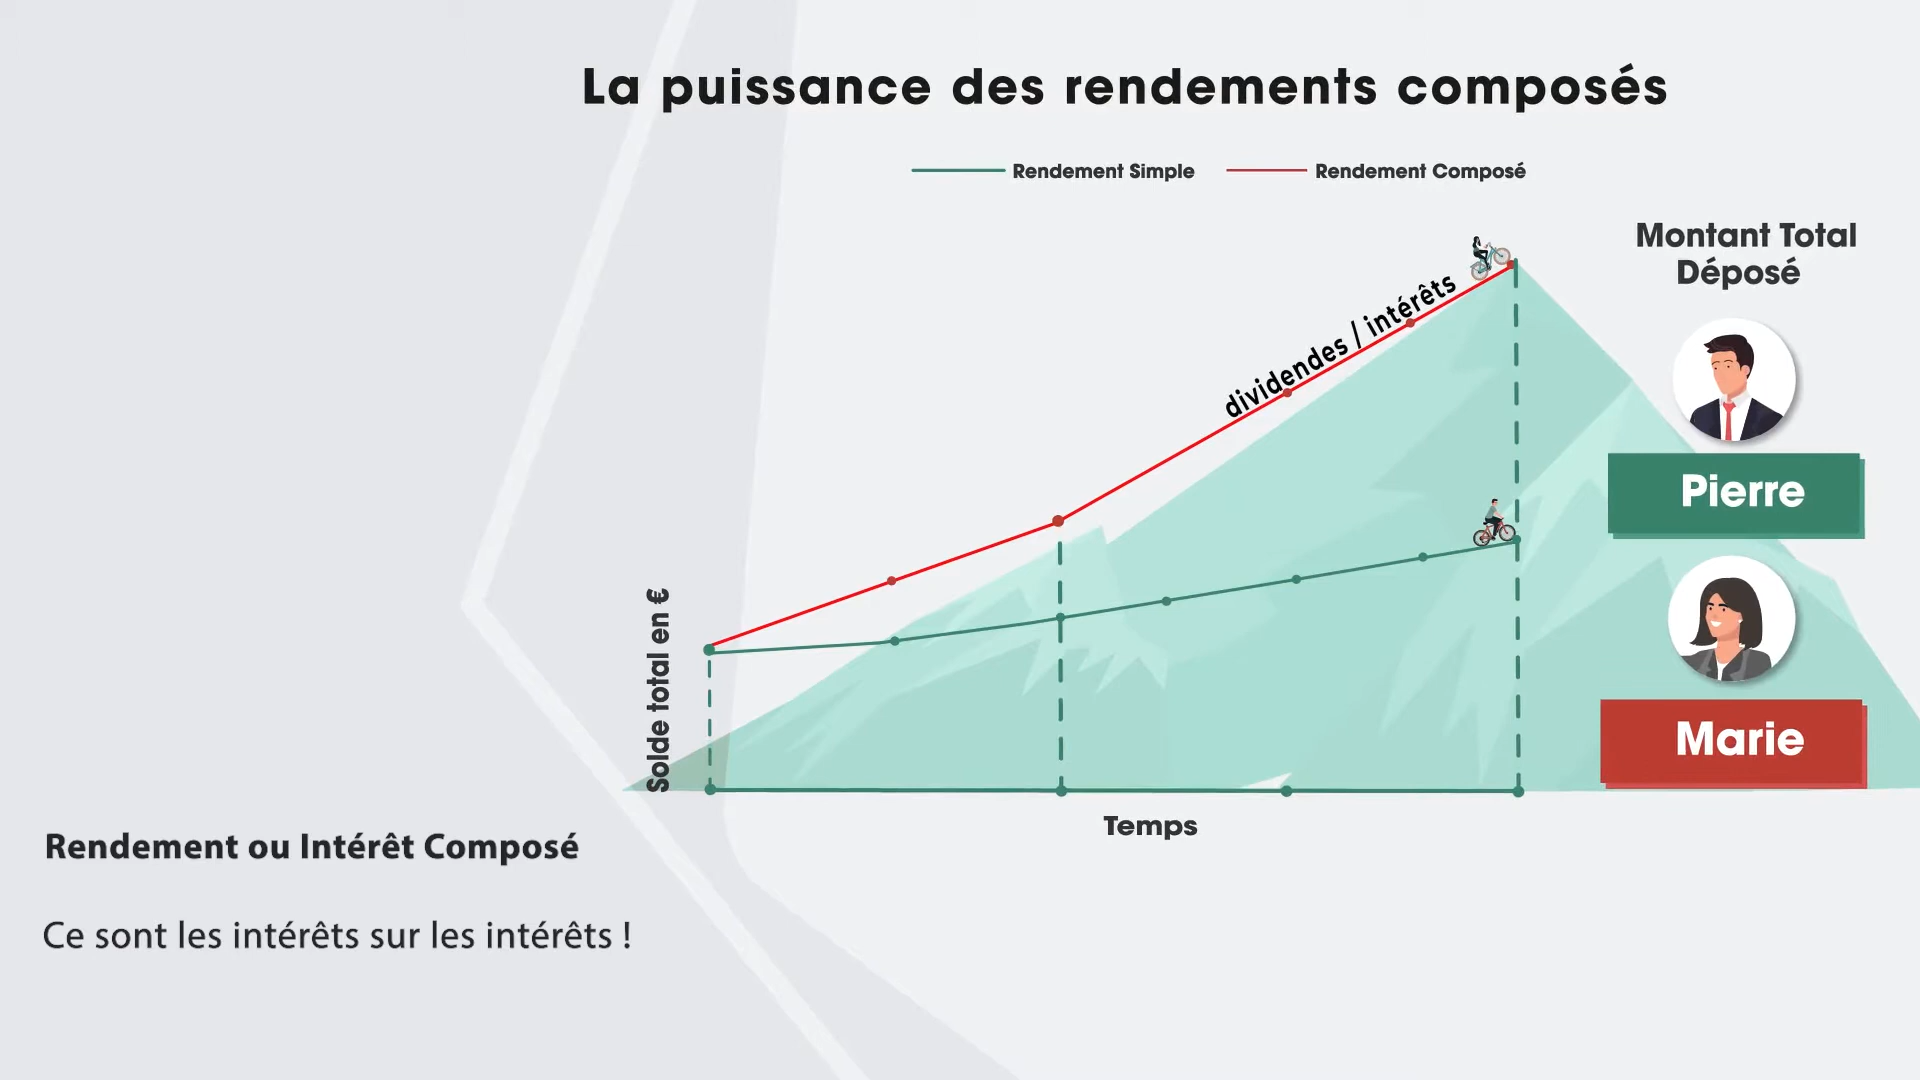 La puissance des rendements composés
Rendement Simple
Rendement Composé
Montant Total
Déposé
dividendes / intérêts
Pierre
Marie
Solde total en €
Temps
Rendement ou Intérêt Composé
Ce sont les intérêts sur les intérêts !